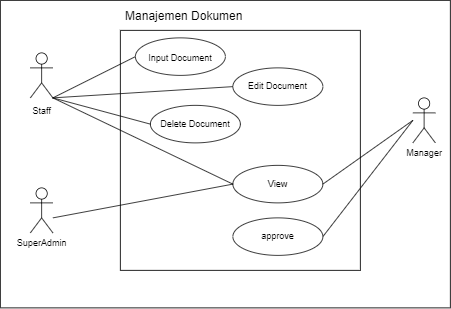 Manajemen Dokumen
Input Document
Edit Document
Staff
Delete Document
Manager
View
SuperAdmin
approve